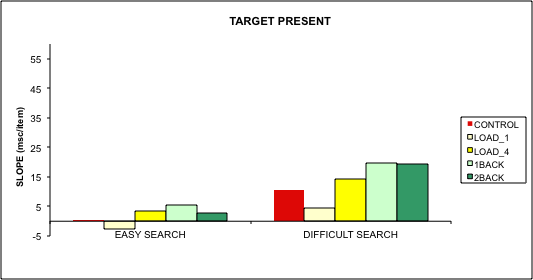 TARGET PRESENT
SLOPE (msc/item)
55
45
35
25
15
5
-5
EASY SEARCH
DIFFICULT SEARCH
CONTROL
LOAD_1
LOAD_4
1BACK
2BACK